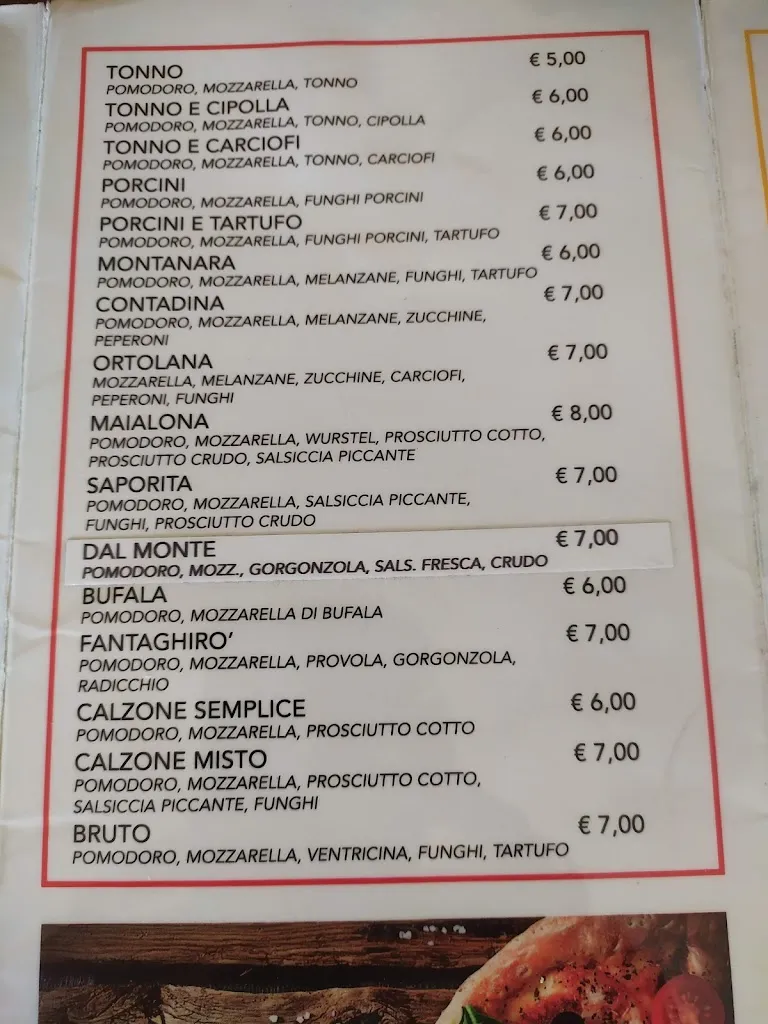 TONNO € 5,00
POMODORO, MOZZARELLA, TONNO
TONNO E CIPOLLA € 6,00
POMODORO, MOZZARELLA, TONNO, CIPOLLA
TONNO E CARCIOFI € 6,00
POMODORO, MOZZARELLA, TONNO, CARCIOFI
PORCINI € 6,00
POMODORO, MOZZARELLA, FUNGHI PORCINI
PORCINI E TARTUFO € 7,00
POMODORO, MOZZARELLA, FUNGHI PORCINI, TARTUFO
MONTANARA € 6,00
POMODORO, MOZZARELLA, MELANZANE, FUNGHI, TARTUFO
CONTADINA € 7,00
POMODORO, MOZZARELLA, MELANZANE, ZUCCHINE,
PEPERONI
ORTOLANA € 7,00
MOZZARELLA, MELANZANE, ZUCCHINE, CARCIOFI,
PEPERONI, FUNGHI
MAIALONA € 8,00
POMODORO, MOZZARELLA, WURSTEL, PROSCIUTTO COTTO,
PROSCIUTTO CRUDO, SALSICCIA PICCANTE
SAPORITA € 7,00
POMODORO, MOZZARELLA, SALSICCIA PICCANTE,
FUNGHI, PROSCIUTTO CRUDO
DAL MONTE € 7,00
POMODORO, MOZZ., GORGONZOLA, SALS. FRESCA, CRUDO
BUFALA € 6,00
POMODORO, MOZZARELLA DI BUFALA
FANTAGHIRO’ € 7,00
POMODORO, MOZZARELLA, PROVOLA, GORGONZOLA,
RADICCHIO
CALZONE SEMPLICE € 6,00
POMODORO, MOZZARELLA, PROSCIUTTO COTTO
CALZONE MISTO € 7,00
POMODORO, MOZZARELLA, PROSCIUTTO COTTO,
SALSICCIA PICCANTE, FUNGHI
BRUTO € 7,00
POMODORO, MOZZARELLA, VENTRICINA, FUNGHI, TARTUFO